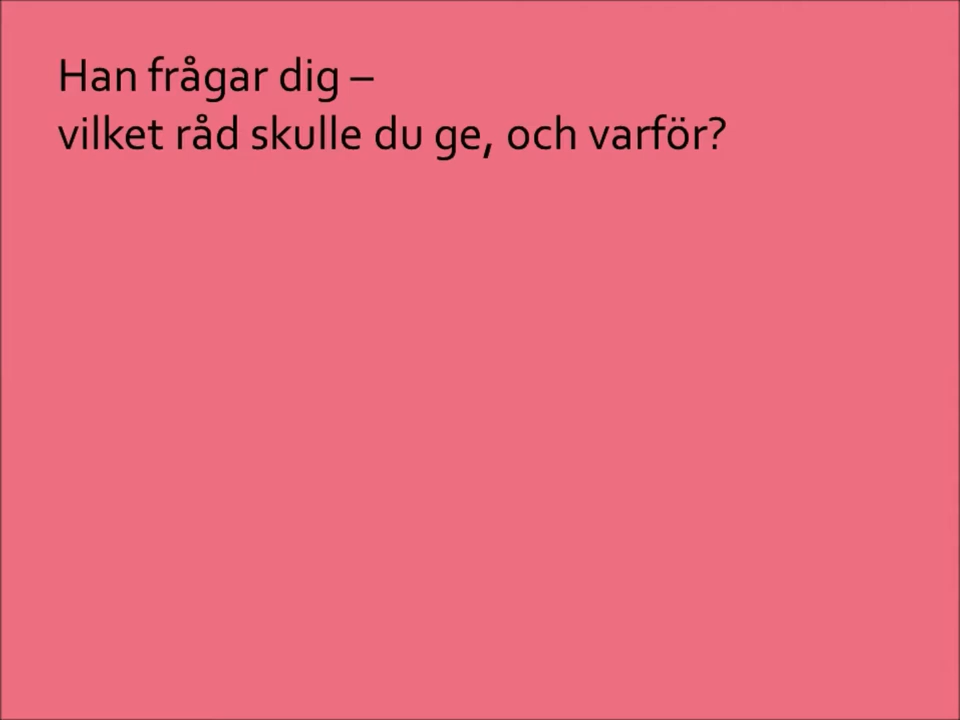 Han frågar dig –
vilket råd skulle du ge, och varför?